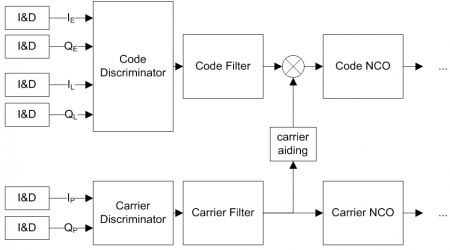 I&D
I_E
I&D
Q_E
I&D
I_L
I&D
Q_L
Code
Discriminator
Code Filter
Code NCO
...
carrier
aiding
I&D
I_P
I&D
Q_P
Carrier
Discriminator
Carrier Filter
Carrier NCO
...